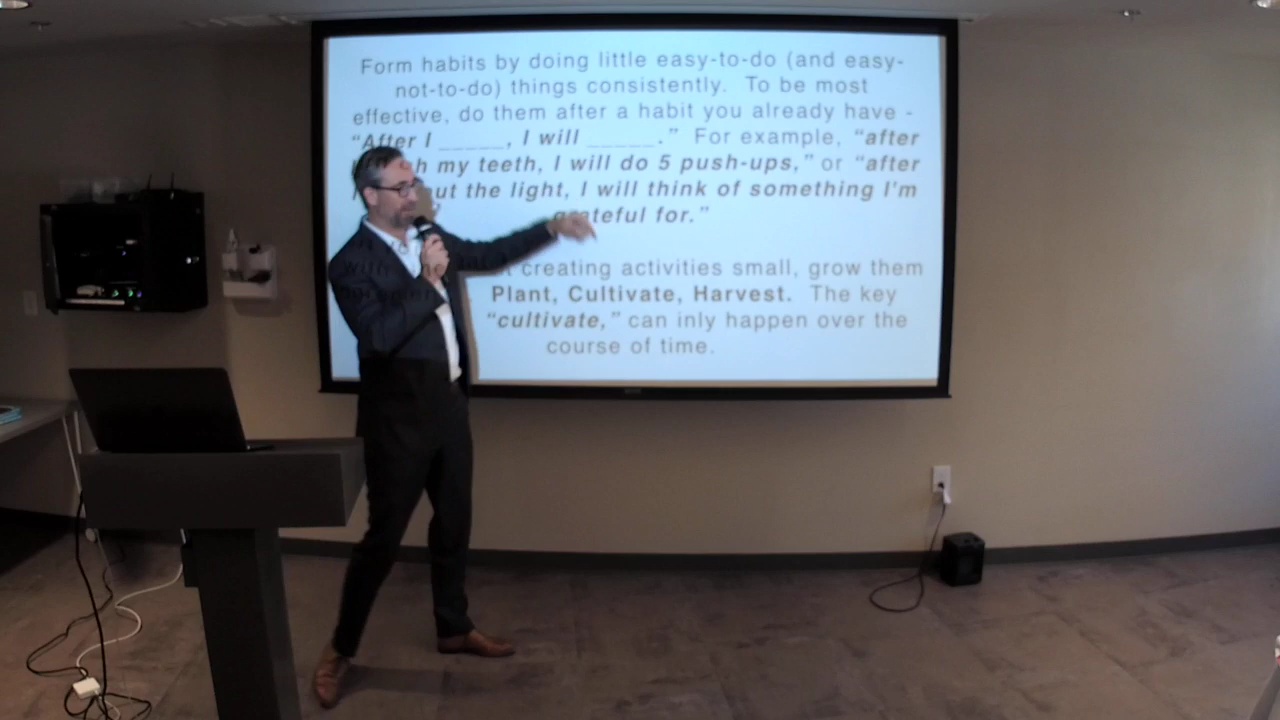 Form habits by doing little easy-to-do (and easy-
not-to-do) things consistently. To be most
effective, do them after a habit you already have -
“After I _____, I will _____.” For example, “after
my teeth, I will do 5 push-ups,” or “after
the light, I will think of something I’m
grateful for.”
creating activities small, grow them
Plant, Cultivate, Harvest. The key
“cultivate,” can inly happen over the
course of time.